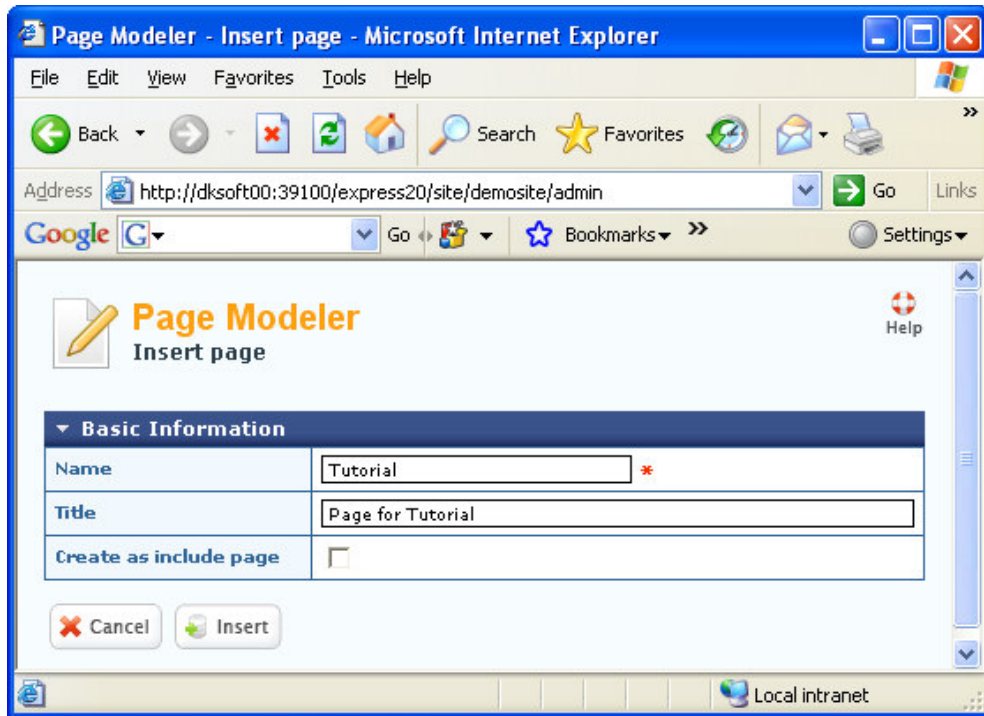 Page Modeler - Insert page - Microsoft Internet Explorer
File Edit View Favorites Tools Help
Back Search Favorites »
Address http://dksoft00:39100/express20/site/demosite/admin Go Links
Google G Go Bookmarks » Settings
Page Modeler
Insert page
Help
Basic Information
Name Tutorial *
Title Page for Tutorial
Create as include page
Cancel Insert
Local intranet